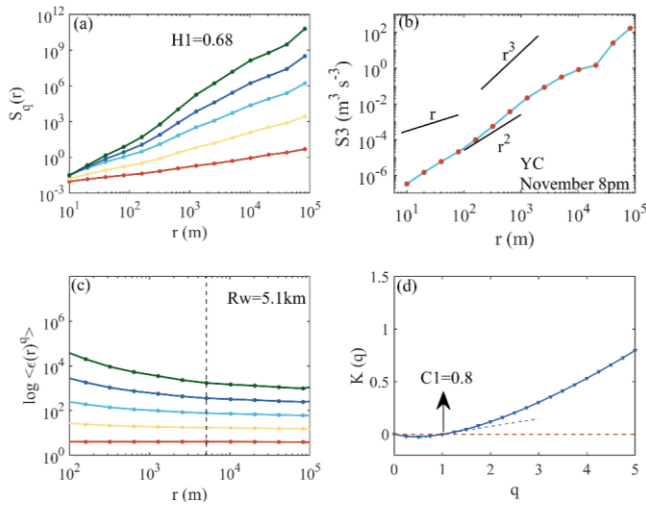 (a)
H1=0.68
S_q(r)
10^9
10^6
10^3
10^0
10^-3
10^1 10^2 10^3 10^4 10^5
r (m)
(b)
r^3
r
r^2
YC
November 8pm
S3 (m^3 s^-3)
10^2
10^0
10^-2
10^-4
10^-6
10^1 10^2 10^3 10^4 10^5
r (m)
(c)
Rw=5.1km
log <ϵ(r)^q>
10^6
10^4
10^2
10^0
10^2 10^3 10^4 10^5
r (m)
(d)
C1=0.8
K (q)
1.5
1
0.5
0
0 1 2 3 4 5
q